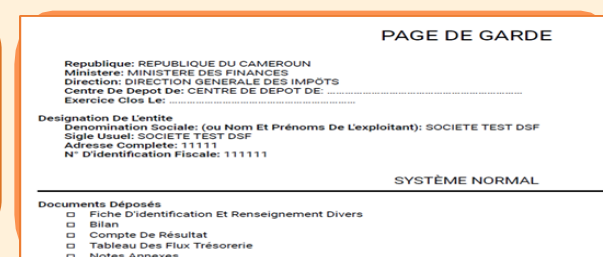 PAGE DE GARDE
Republique: REPUBLIQUE DU CAMEROUN
Ministere: MINISTERE DES FINANCES
Direction: DIRECTION GENERALE DES IMPÔTS
Centre De Depot De: CENTRE DE DEPOT DE: ................................................................
Exercice Clos Le: ................................................................
Designation De L'entite
Denomination Sociale: (ou Nom Et Prénoms De L'exploitant): SOCIETE TEST DSF
Sigle Usuel: SOCIETE TEST DSF
Adresse Complete: 11111
N° D'identification Fiscale: 111111
SYSTÈME NORMAL
Documents Déposés
☐ Fiche D'identification Et Renseignement Divers
☐ Bilan
☐ Compte De Résultat
☐ Tableau Des Flux Trésorerie
☐ Notes Annexes